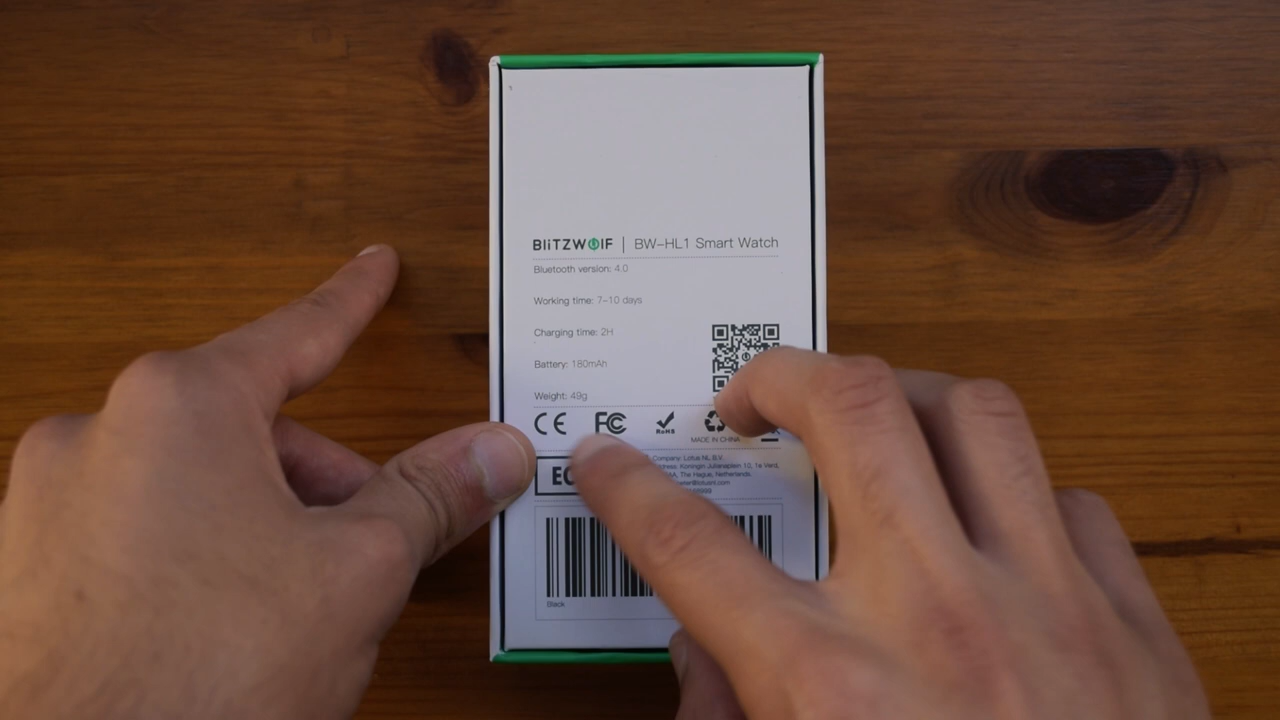 BLiTZWOLF | BW-HL1 Smart Watch
Bluetooth version: 4.0
Working time: 7-10 days
Charging time: 2H
Battery: 180mAh
Weight: 49g
CE FC RoHS
MADE IN CHINA
EC
Company: Lotus NL B.V.
Koningin Julianaplein 10, 1e Verd,
The Hague, Netherlands.
Black